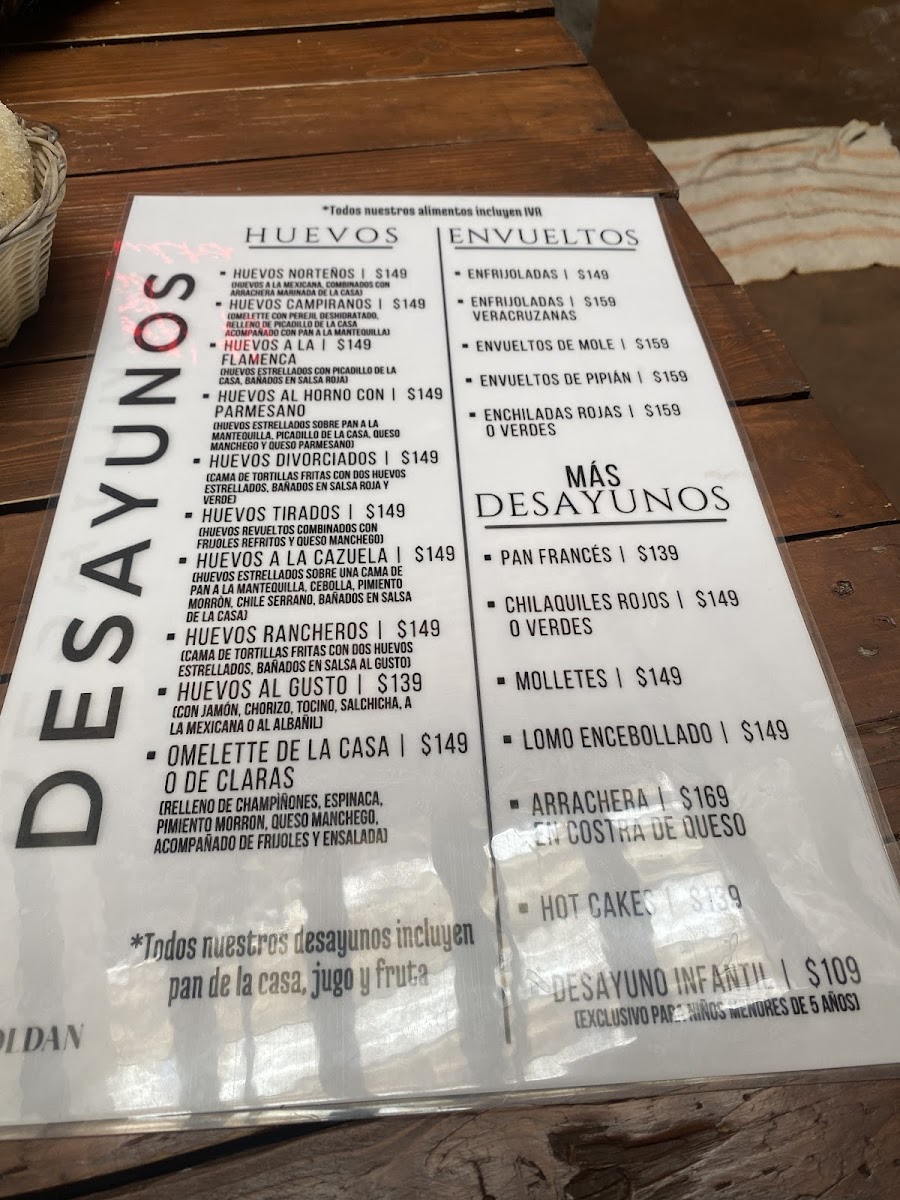 *Todos nuestros alimentos incluyen IVA
DESAYUNOS
HUEVOS
▪ HUEVOS NORTEÑOS | $149
(HUEVOS A LA MEXICANA, COMBINADOS CON
ARRACHERA MARINADA DE LA CASA)
▪ HUEVOS CAMPIRANOS | $149
(OMELETTE CON PEREJIL DESHIDRATADO,
RELLENO DE PICADILLO DE LA CASA
ACOMPAÑADO CON PAN A LA MANTEQUILLA)
▪ HUEVOS A LA | $149
FLAMENCA
(HUEVOS ESTRELLADOS CON PICADILLO DE LA
CASA, BAÑADOS EN SALSA ROJA)
▪ HUEVOS AL HORNO CON | $149
PARMESANO
(HUEVOS ESTRELLADOS SOBRE PAN A LA
MANTEQUILLA, PICADILLO DE LA CASA, QUESO
MANCHEGO Y QUESO PARMESANO)
▪ HUEVOS DIVORCIADOS | $149
(CAMA DE TORTILLAS FRITAS CON DOS HUEVOS
ESTRELLADOS, BAÑADOS EN SALSA ROJA Y
VERDE)
▪ HUEVOS TIRADOS | $149
(HUEVOS REVUELTOS COMBINADOS CON
FRIJOLES REFRITOS Y QUESO MANCHEGO)
▪ HUEVOS A LA CAZUELA | $149
(HUEVOS ESTRELLADOS SOBRE UNA CAMA DE
PAN A LA MANTEQUILLA, CEBOLLA, PIMIENTO
MORRÓN, CHILE SERRANO, BAÑADOS EN SALSA
DE LA CASA)
▪ HUEVOS RANCHEROS | $149
(CAMA DE TORTILLAS FRITAS CON DOS HUEVOS
ESTRELLADOS, BAÑADOS EN SALSA AL GUSTO)
▪ HUEVOS AL GUSTO | $139
(CON JAMÓN, CHORIZO, TOCINO, SALCHICHA, A
LA MEXICANA O AL ALBAÑIL)
▪ OMELETTE DE LA CASA | $149
O DE CLARAS
(RELLENO DE CHAMPIÑONES, ESPINACA,
PIMIENTO MORRON, QUESO MANCHEGO,
ACOMPAÑADO DE FRIJOLES Y ENSALADA)
*Todos nuestros desayunos incluyen
pan de la casa, jugo y fruta
OLDAN
ENVUELTOS
▪ ENFRIJOLADAS | $149
▪ ENFRIJOLADAS | $159
VERACRUZANAS
▪ ENVUELTOS DE MOLE | $159
▪ ENVUELTOS DE PIPIÁN | $159
▪ ENCHILADAS ROJAS | $159
O VERDES
MÁS
DESAYUNOS
▪ PAN FRANCÉS | $139
▪ CHILAQUILES ROJOS | $149
O VERDES
▪ MOLLETES | $149
▪ LOMO ENCEBOLLADO | $149
▪ ARRACHERA | $169
EN COSTRA DE QUESO
▪ HOT CAKES | $139
DESAYUNO INFANTIL | $109
(EXCLUSIVO PARA NIÑOS MENORES DE 5 AÑOS)